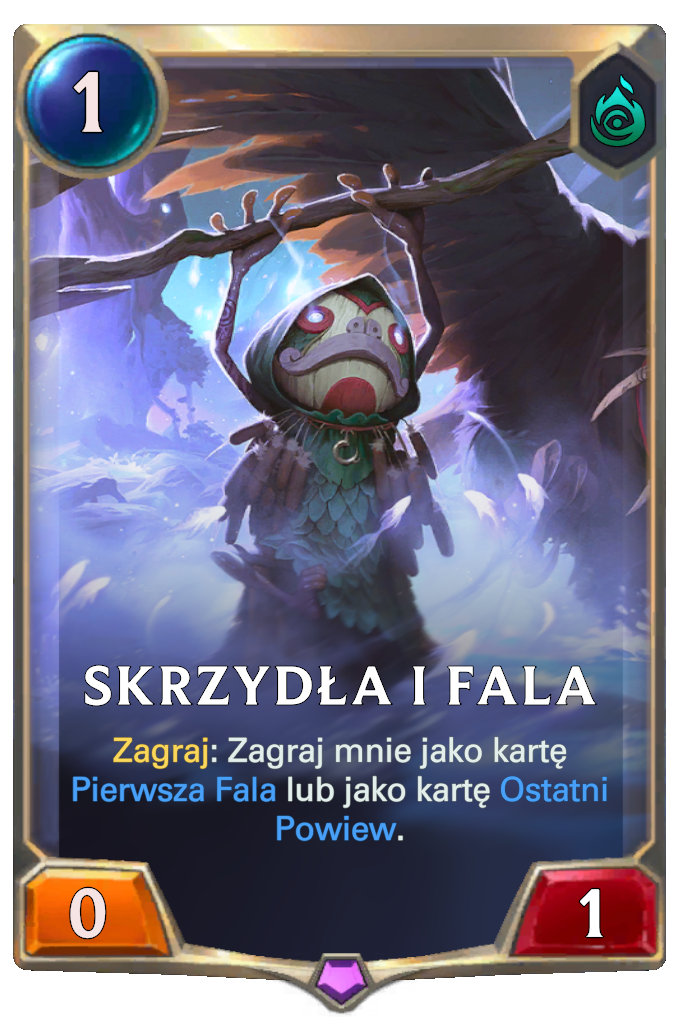 1
SKRZYDŁA I FALA
Zagraj: Zagraj mnie jako kartę
Pierwsza Fala lub jako kartę Ostatni
Powiew.
0
1